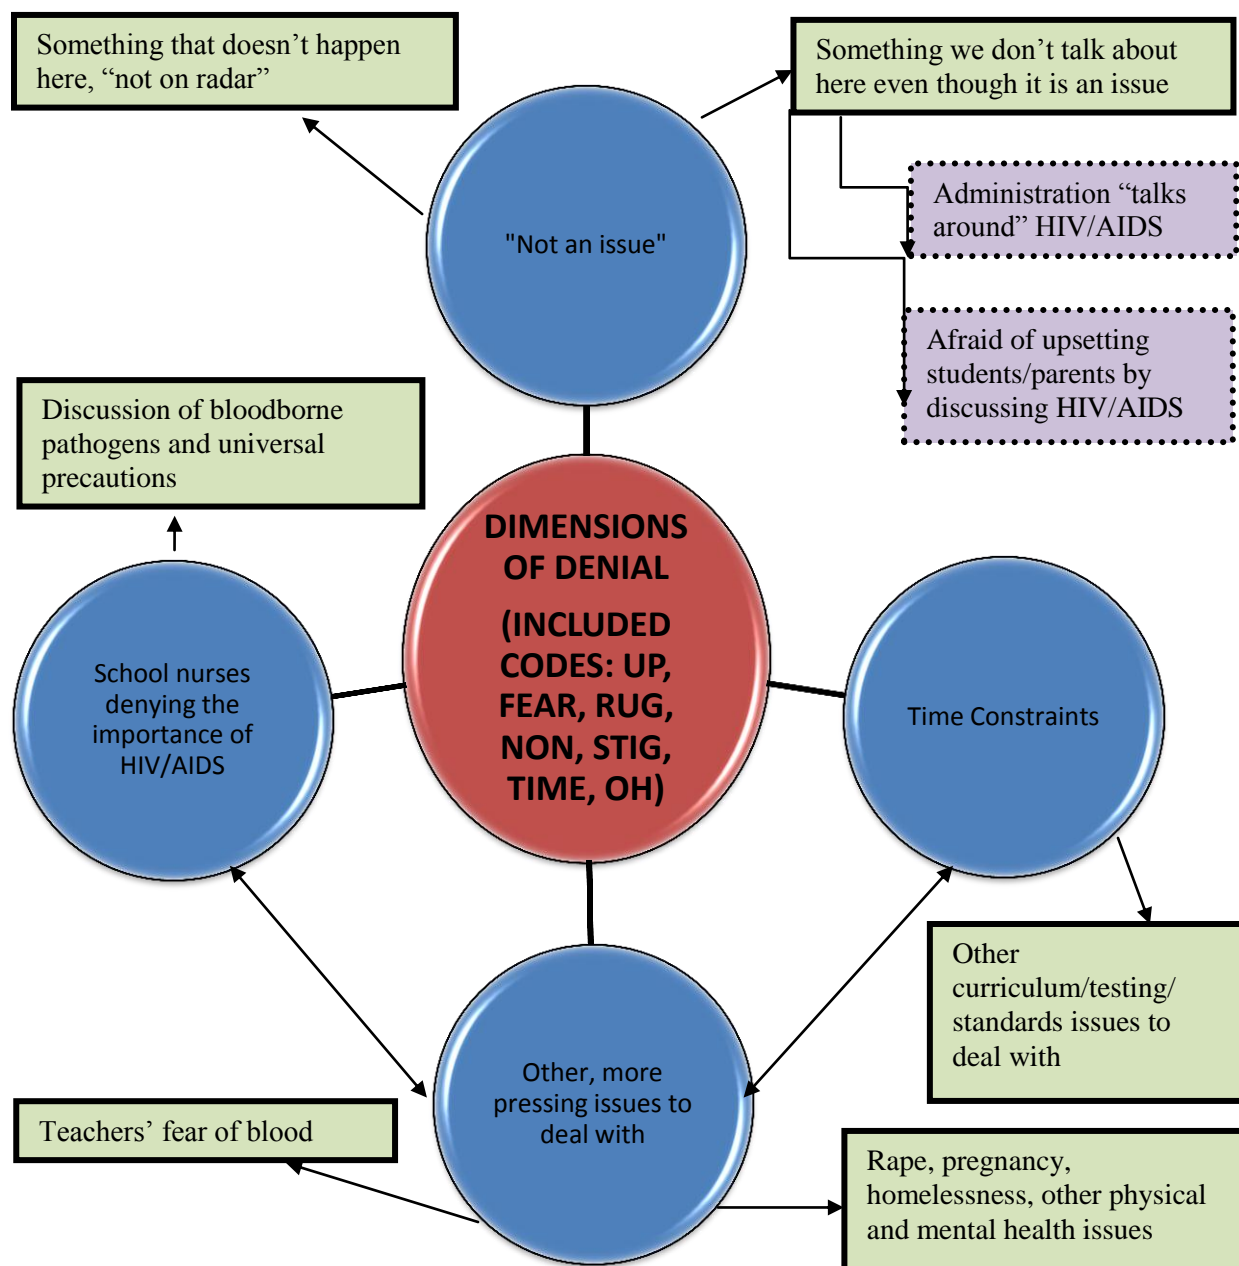 Something that doesn’t happen
here, “not on radar”
Something we don’t talk about
here even though it is an issue
Administration “talks
around” HIV/AIDS
"Not an issue"
Afraid of upsetting
students/parents by
discussing HIV/AIDS
Discussion of bloodborne
pathogens and universal
precautions
DIMENSIONS
OF DENIAL
(INCLUDED
CODES: UP,
FEAR, RUG,
NON, STIG,
TIME, OH)
School nurses
denying the
importance of
HIV/AIDS
Time Constraints
Other
curriculum/testing/
standards issues to
deal with
Other, more
pressing issues to
deal with
Teachers’ fear of blood
Rape, pregnancy,
homelessness, other physical
and mental health issues